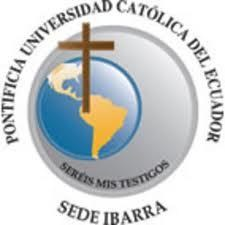 PONTIFICIA UNIVERSIDAD CATÓLICA DEL ECUADOR
SERÉIS MIS TESTIGOS
SEDE IBARRA